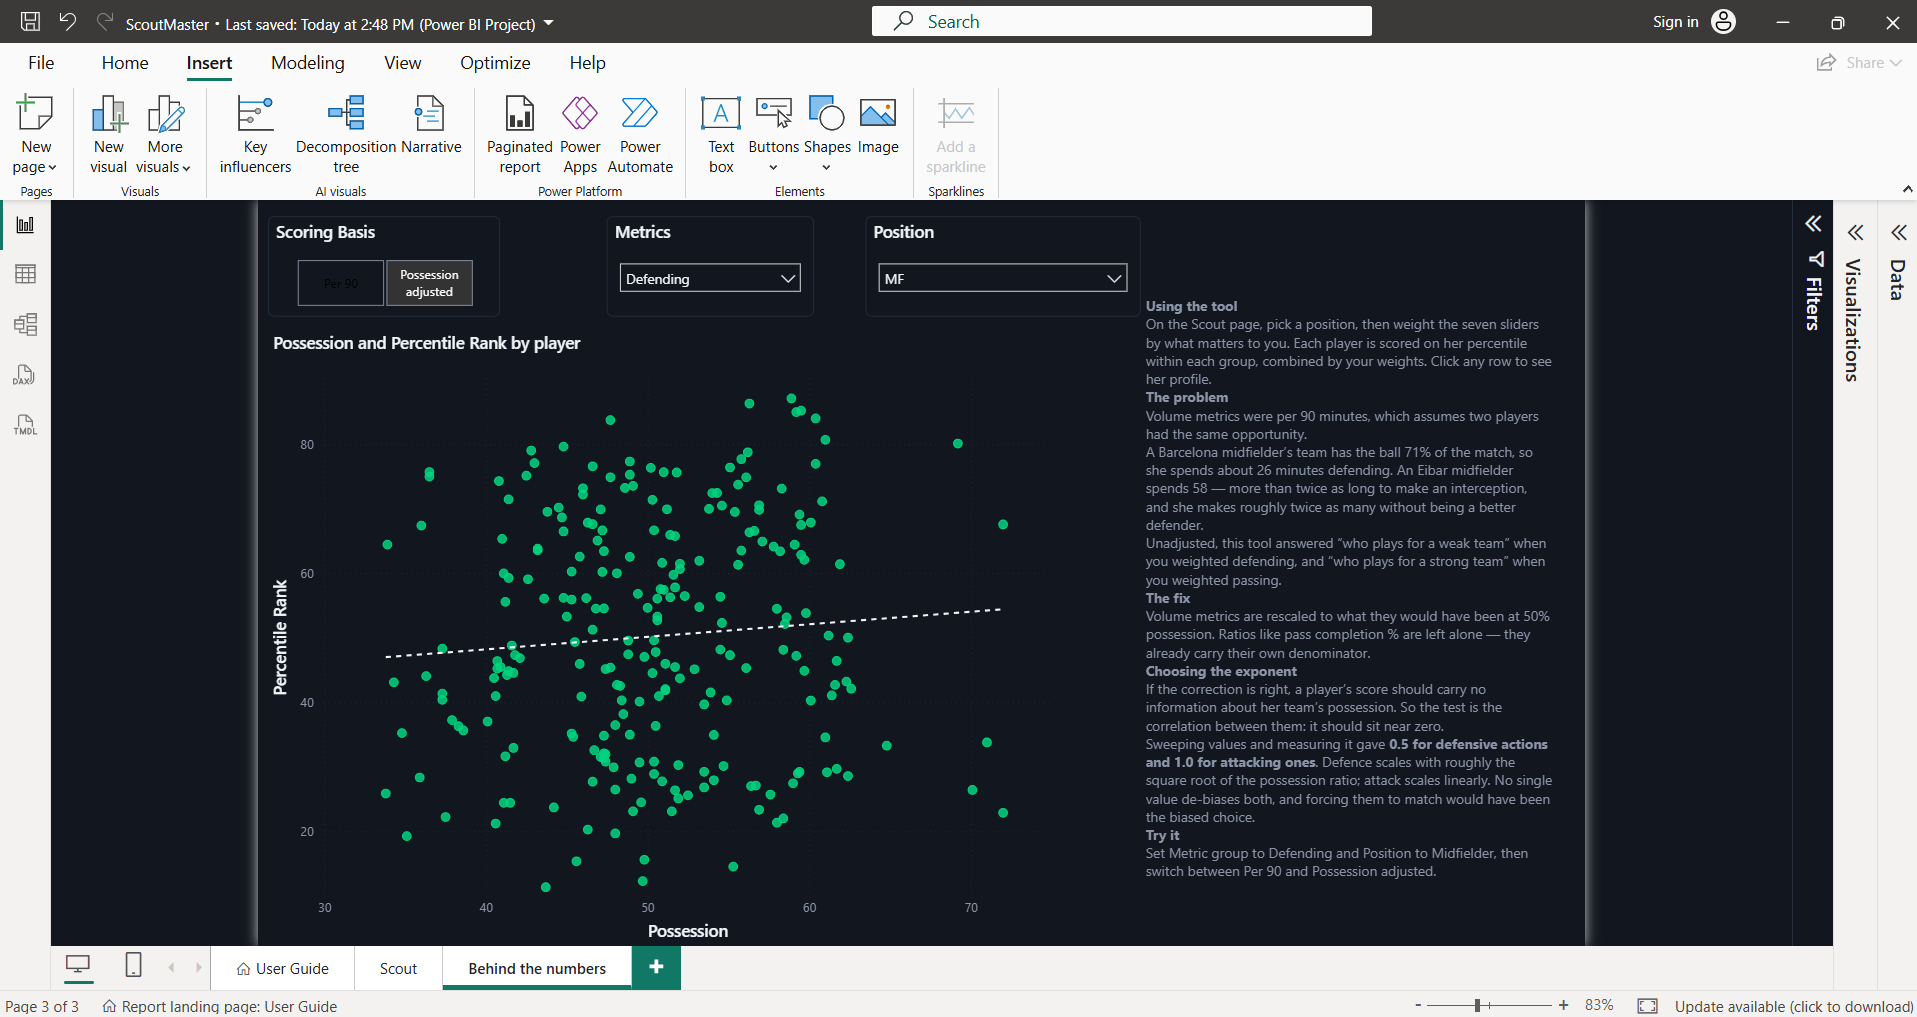 ScoutMaster • Last saved: Today at 2:48 PM (Power BI Project)
Search
Sign in
File
Home
Insert
Modeling
View
Optimize
Help
Share
New page
New visual
More visuals
Key influencers
Decomposition tree
Narrative
Paginated report
Power Apps
Power Automate
Text box
Buttons
Shapes
Image
Add a sparkline
Pages
Visuals
AI visuals
Power Platform
Elements
Sparklines
DAX
TMDL
Scoring Basis
Per 90
Possession adjusted
Metrics
Defending
Position
MF
Possession and Percentile Rank by player
Percentile Rank
80
60
40
20
30
40
50
60
70
Possession
Using the tool
On the Scout page, pick a position, then weight the seven sliders
by what matters to you. Each player is scored on her percentile
within each group, combined by your weights. Click any row to see
her profile.
The problem
Volume metrics were per 90 minutes, which assumes two players
had the same opportunity.
A Barcelona midfielder's team has the ball 71% of the match, so
she spends about 26 minutes defending. An Eibar midfielder
spends 58 — more than twice as long to make an interception,
and she makes roughly twice as many without being a better
defender.
Unadjusted, this tool answered “who plays for a weak team” when
you weighted defending, and “who plays for a strong team” when
you weighted passing.
The fix
Volume metrics are rescaled to what they would have been at 50%
possession. Ratios like pass completion % are left alone — they
already carry their own denominator.
Choosing the exponent
If the correction is right, a player's score should carry no
information about her team's possession. So the test is the
correlation between them: it should sit near zero.
Sweeping values and measuring it gave 0.5 for defensive actions
and 1.0 for attacking ones. Defence scales with roughly the
square root of the possession ratio; attack scales linearly. No single
value de-biases both, and forcing them to match would have been
the biased choice.
Try it
Set Metric group to Defending and Position to Midfielder, then
switch between Per 90 and Possession adjusted.
Filters
Visualizations
Data
User Guide
Scout
Behind the numbers
Page 3 of 3
Report landing page: User Guide
- + 83%
Update available (click to download)